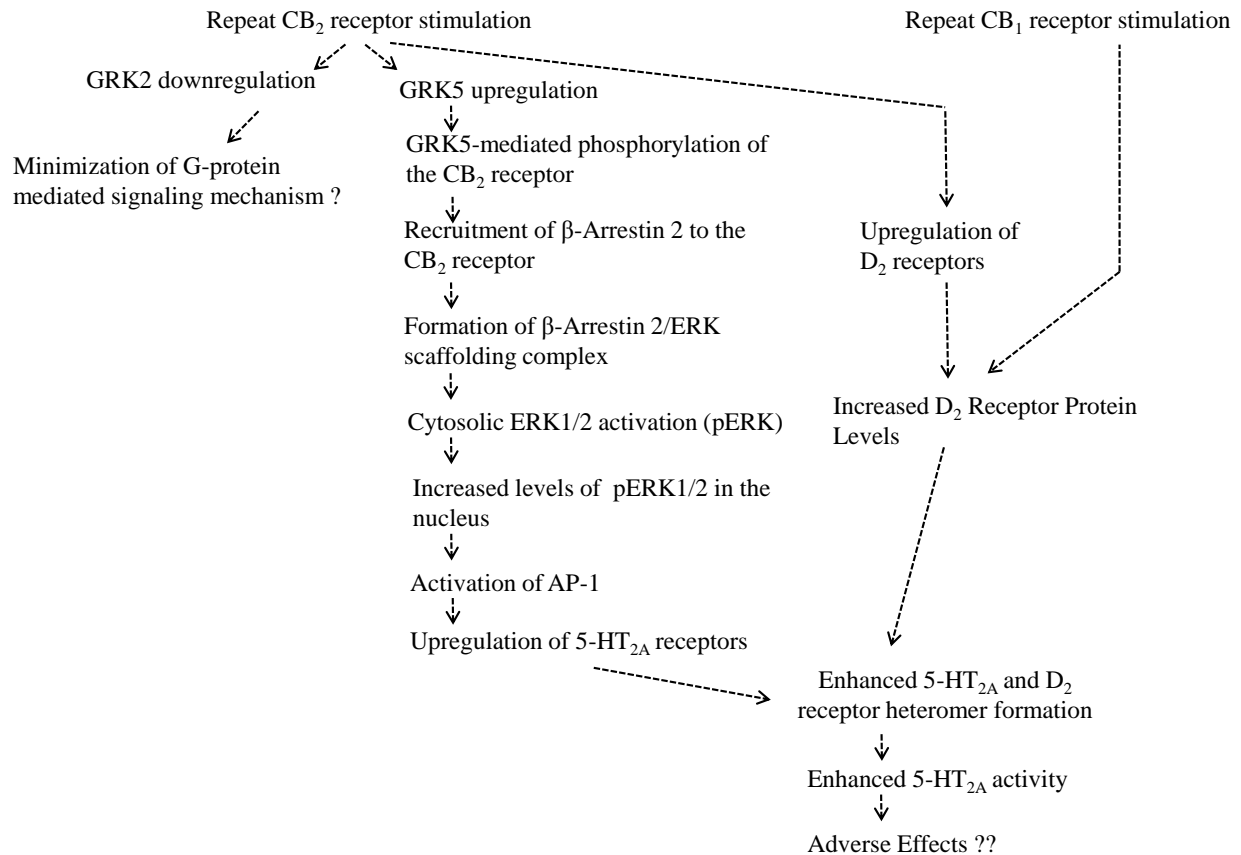 Repeat CB₂ receptor stimulation
Repeat CB₁ receptor stimulation
GRK2 downregulation
GRK5 upregulation
Minimization of G-protein
mediated signaling mechanism ?
GRK5-mediated phosphorylation of
the CB₂ receptor
Recruitment of β-Arrestin 2 to the
CB₂ receptor
Upregulation of
D₂ receptors
Formation of β-Arrestin 2/ERK
scaffolding complex
Increased D₂ Receptor Protein
Levels
Cytosolic ERK1/2 activation (pERK)
Increased levels of pERK1/2 in the
nucleus
Activation of AP-1
Upregulation of 5-HT₂A receptors
Enhanced 5-HT₂A and D₂
receptor heteromer formation
Enhanced 5-HT₂A activity
Adverse Effects ??